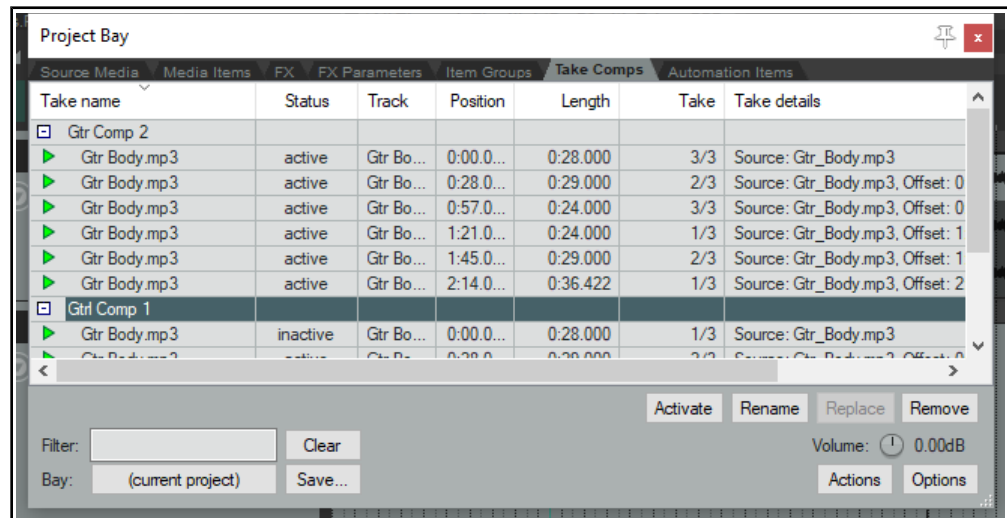 Project Bay
Source Media Media Items FX FX Parameters Item Groups Take Comps Automation Items
Take name Status Track Position Length Take Take details
Gtr Comp 2
Gtr Body.mp3 active Gtr Bo... 0:00.0... 0:28.000 3/3 Source: Gtr_Body.mp3
Gtr Body.mp3 active Gtr Bo... 0:28.0... 0:29.000 2/3 Source: Gtr_Body.mp3, Offset: 0
Gtr Body.mp3 active Gtr Bo... 0:57.0... 0:24.000 3/3 Source: Gtr_Body.mp3, Offset: 0
Gtr Body.mp3 active Gtr Bo... 1:21.0... 0:24.000 1/3 Source: Gtr_Body.mp3, Offset: 1
Gtr Body.mp3 active Gtr Bo... 1:45.0... 0:29.000 2/3 Source: Gtr_Body.mp3, Offset: 1
Gtr Body.mp3 active Gtr Bo... 2:14.0... 0:36.422 1/3 Source: Gtr_Body.mp3, Offset: 2
Gtrl Comp 1
Gtr Body.mp3 inactive Gtr Bo... 0:00.0... 0:28.000 1/3 Source: Gtr_Body.mp3
Activate Rename Replace Remove
Filter: Clear Volume: 0.00dB
Bay: (current project) Save... Actions Options